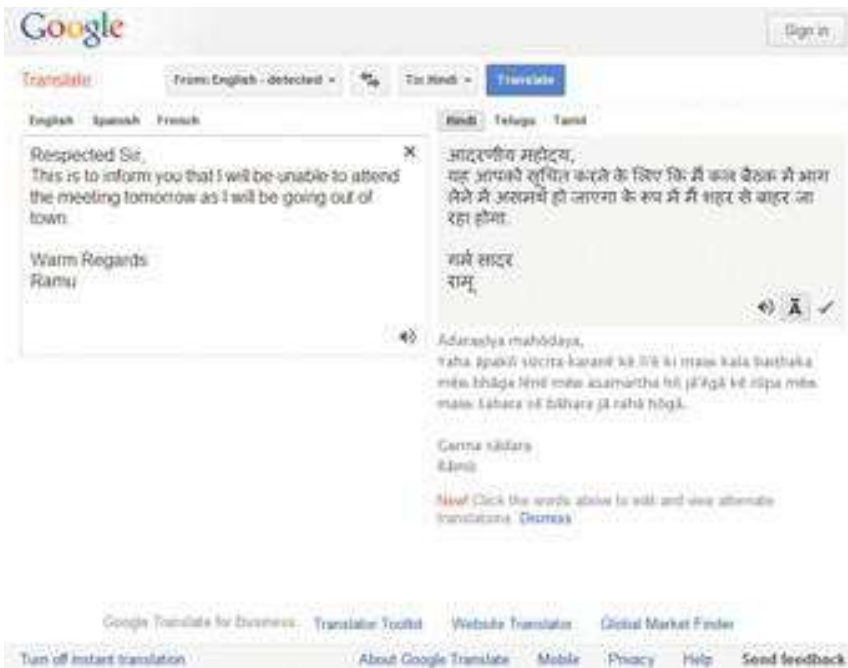 Google
Sign in
Translate
From: English - detected
To: Hindi
Translate
English Spanish French
Hindi Telugu Tamil
Respected Sir,
This is to inform you that I will be unable to attend
the meeting tomorrow as I will be going out of
town.
Warm Regards
Ramu
आदरणीय महोदय,
यह आपको सूचित करने के लिए कि मैं कल बैठक में भाग
लेने में असमर्थ हो जाएगा के रूप में मैं शहर से बाहर जा
रहा होगा.
गर्म सादर
रामू
Ādaraṇīya mahōdaya,
Yaha āpakō sūcita karanē kē li'ē ki maiṁ kala baiṭhaka
mēṁ bhāga lēnē mēṁ asamartha hō jā'ēgā kē rūpa mēṁ
maiṁ śahara sē bāhara jā rahā hōgā.
Garma sādara
Rāmū
New! Click the words above to edit and view alternate
translations. Dismiss
Google Translate for Business: Translator Toolkit Website Translator Global Market Finder
Turn off instant translation About Google Translate Mobile Privacy Help Send feedback